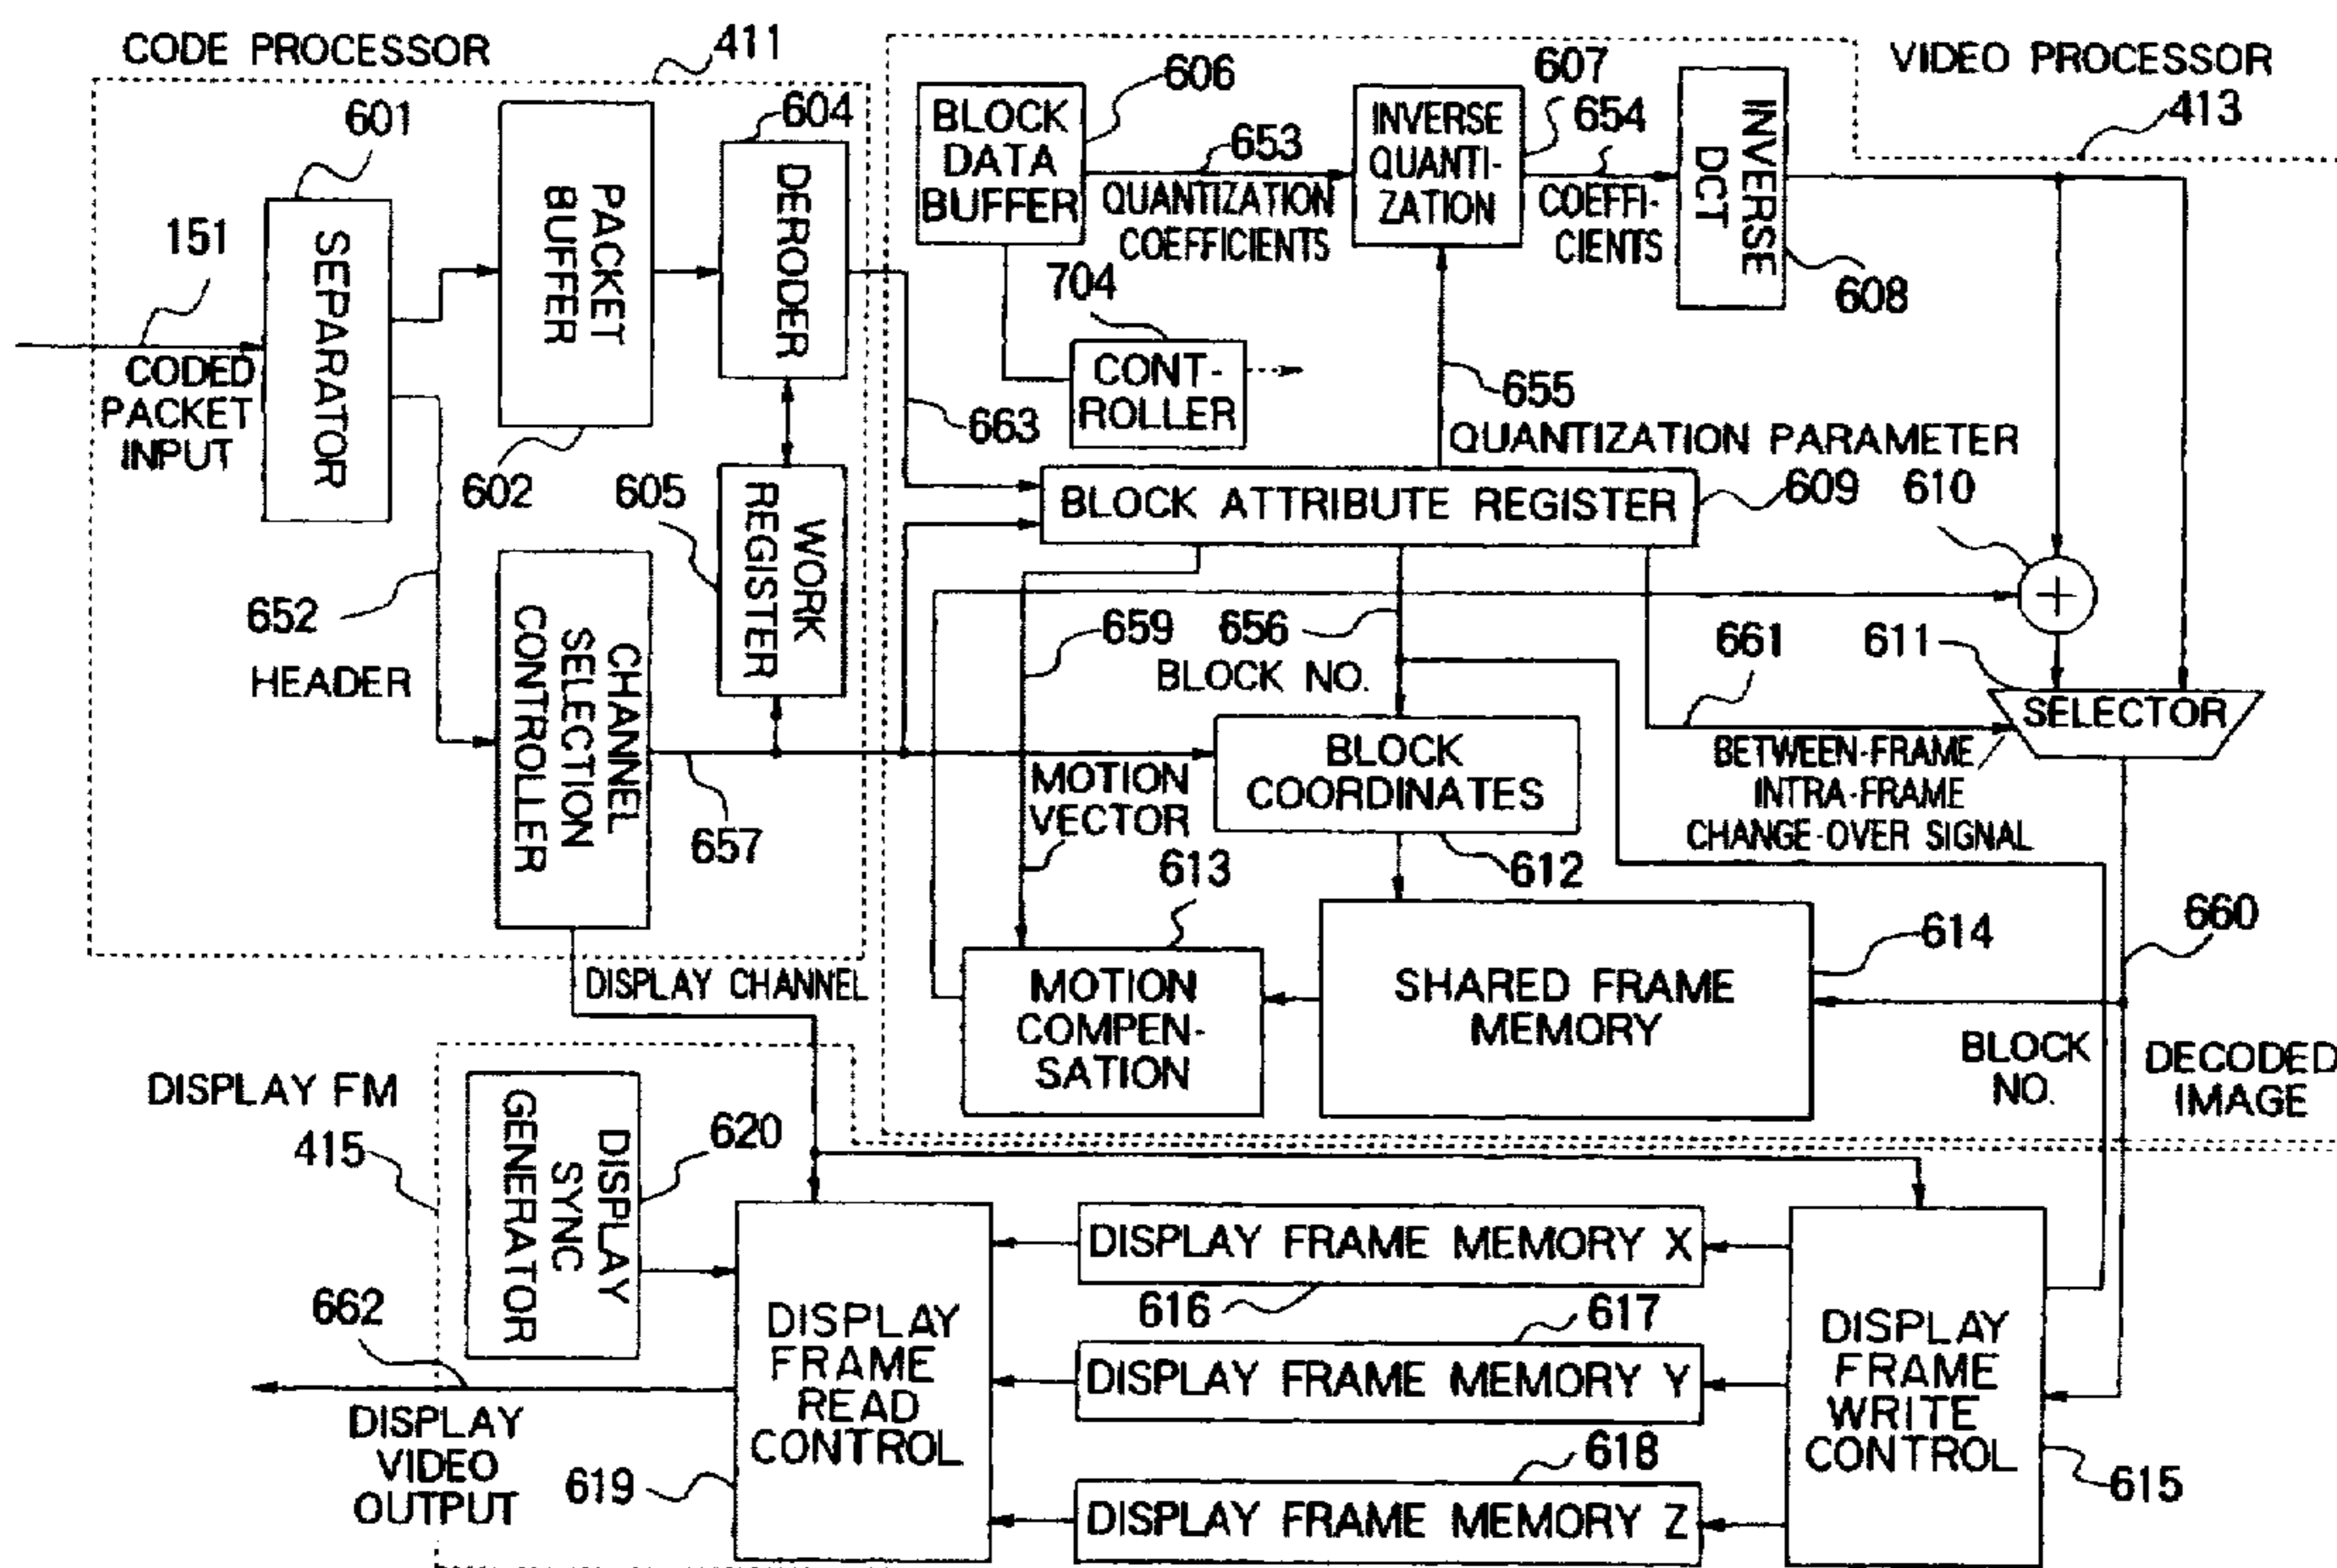 CODE PROCESSOR
411
VIDEO PROCESSOR
413
601
604
606
607
654
653
151
SEPARATOR
PACKET
BUFFER
DERODER
BLOCK
DATA
BUFFER
QUANTIZATION
COEFFICIENTS
INVERSE
QUANTI-
ZATION
COEFFI-
CIENTS
INVERSE
DCT
608
CODED
PACKET
INPUT
704
CONT-
ROLLER
655
663
QUANTIZATION PARAMETER
602
605
WORK
REGISTER
BLOCK ATTRIBUTE REGISTER
609
610
+
652
HEADER
CHANNEL
SELECTION
CONTROLLER
659
656
BLOCK NO.
661
611
SELECTOR
BETWEEN-FRAME
INTRA-FRAME
CHANGE-OVER SIGNAL
657
MOTION
VECTOR
BLOCK
COORDINATES
612
613
614
660
DISPLAY CHANNEL
MOTION
COMPEN-
SATION
SHARED FRAME
MEMORY
BLOCK
NO.
DECODED
IMAGE
DISPLAY FM
415
DISPLAY
SYNC
GENERATOR
620
662
DISPLAY
VIDEO
OUTPUT
DISPLAY
FRAME
READ
CONTROL
619
DISPLAY FRAME MEMORY X
616
617
DISPLAY FRAME MEMORY Y
618
DISPLAY FRAME MEMORY Z
DISPLAY
FRAME
WRITE
CONTROL
615